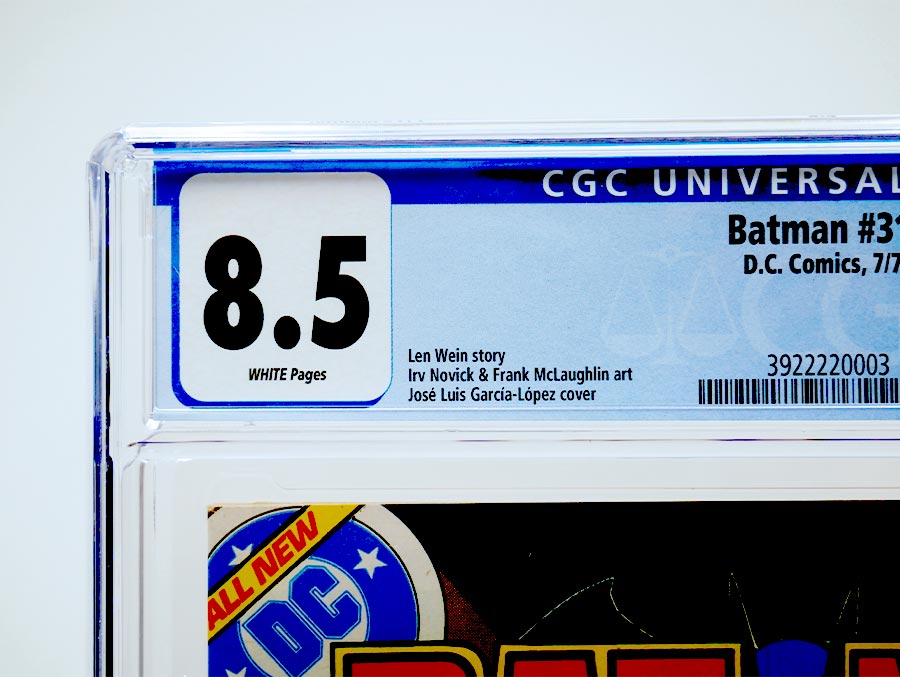 CGC UNIVERSAL
8.5
WHITE Pages
Batman #31
D.C. Comics, 7/7
Len Wein story
Irv Novick & Frank McLaughlin art
José Luis García-López cover
3922220003
ALL NEW
DC